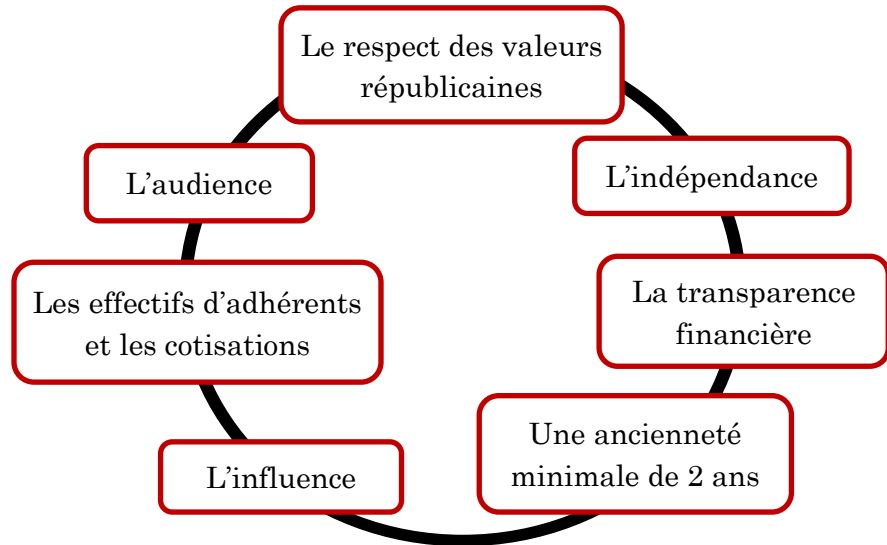 Le respect des valeurs
républicaines
L'indépendance
La transparence
financière
Une ancienneté
minimale de 2 ans
L'influence
Les effectifs d'adhérents
et les cotisations
L'audience